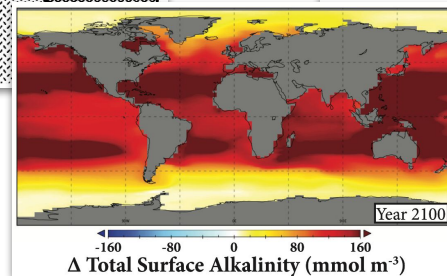 Year 2100
-160 -80 0 80 160
Δ Total Surface Alkalinity (mmol m⁻³)